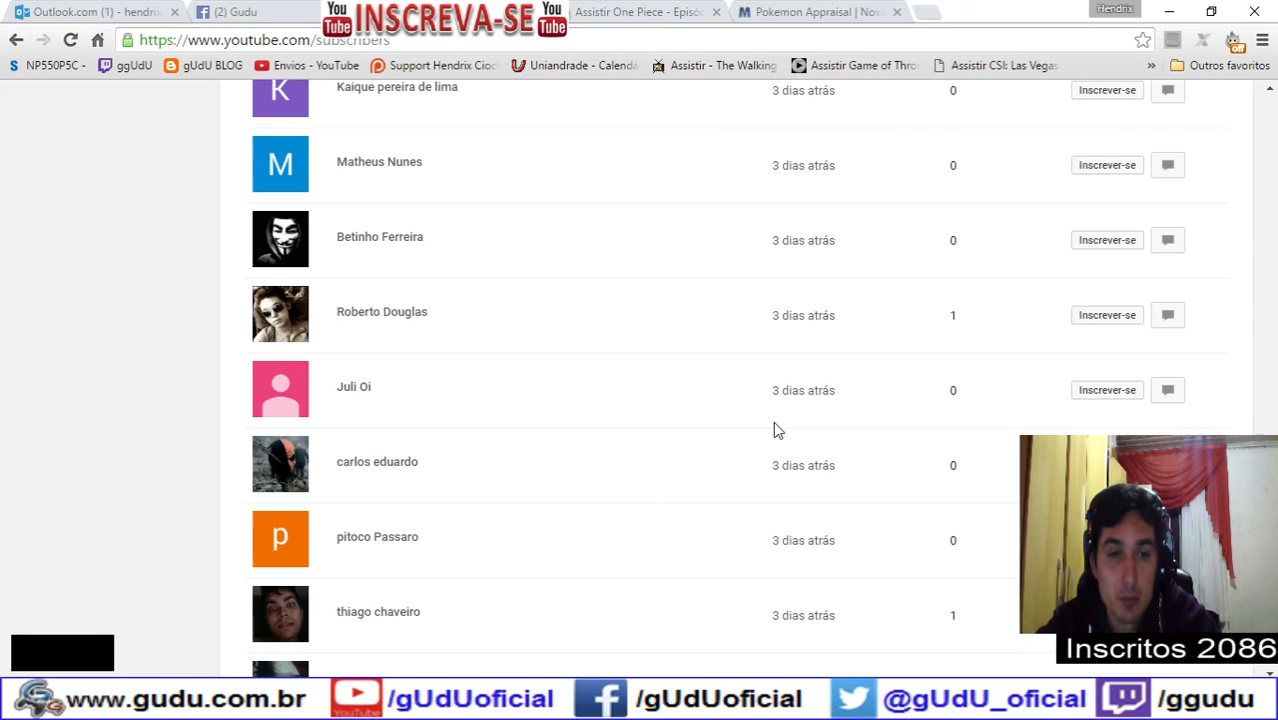 Outlook.com (1) - hendrix
(2) Gudu
You Tube INSCREVA-SE You Tube
Assistir One Piece - Episó
Pokemon Appraisal | Nov
Hendrix
https://www.youtube.com/subscribers
off
NP550P5C -
ggUdU
gUdU BLOG
Envios - YouTube
Support Hendrix Cioc
Uniandrade - Calendá
Assistir - The Walking
Assistir Game of Thro
Assistir CSI: Las Vegas
»
Outros favoritos
K Kaique pereira de lima 3 dias atrás 0 Inscrever-se
M Matheus Nunes 3 dias atrás 0 Inscrever-se
Betinho Ferreira 3 dias atrás 0 Inscrever-se
Roberto Douglas 3 dias atrás 1 Inscrever-se
Juli Oi 3 dias atrás 0 Inscrever-se
carlos eduardo 3 dias atrás 0
p pitoco Passaro 3 dias atrás 0
thiago chaveiro 3 dias atrás 1
Inscritos 2086
www.gudu.com.br
YouTube /gUdUoficial
/gUdUoficial
@gUdU_oficial
/ggudu